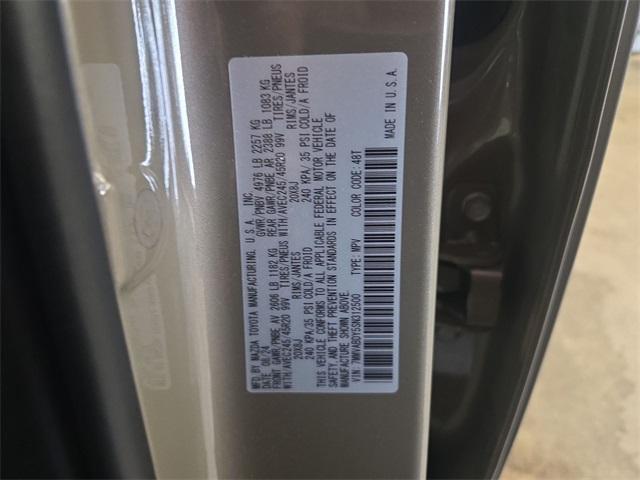 MFD.BY MAZDA TOYOTA MANUFACTURING, U.S.A., INC.
DATE: 08/24 GVWR/PNBV 4976 LB 2257 KG
FRONT GAWR/PNBE AV 2606 LB 1182 KG REAR GAWR/PNBE AR 2388 LB 1083 KG
WITH/AVEC245/45R20 99V TIRES/PNEUS WITH/AVEC245/45R20 99V TIRES/PNEUS
20X8J RIMS/JANTES 20X8J RIMS/JANTES
240 KPA/35 PSI COLD/A FROID 240 KPA/ 35 PSI COLD/A FROID
THIS VEHICLE CONFORMS TO ALL APPLICABLE FEDERAL MOTOR VEHICLE
SAFETY AND THEFT PREVENTION STANDARDS IN EFFECT ON THE DATE OF
MANUFACTURE SHOWN ABOVE.
VIN: 7MMVABDY5SN312500 TYPE: MPV COLOR CODE: 48T
MADE IN U.S.A.